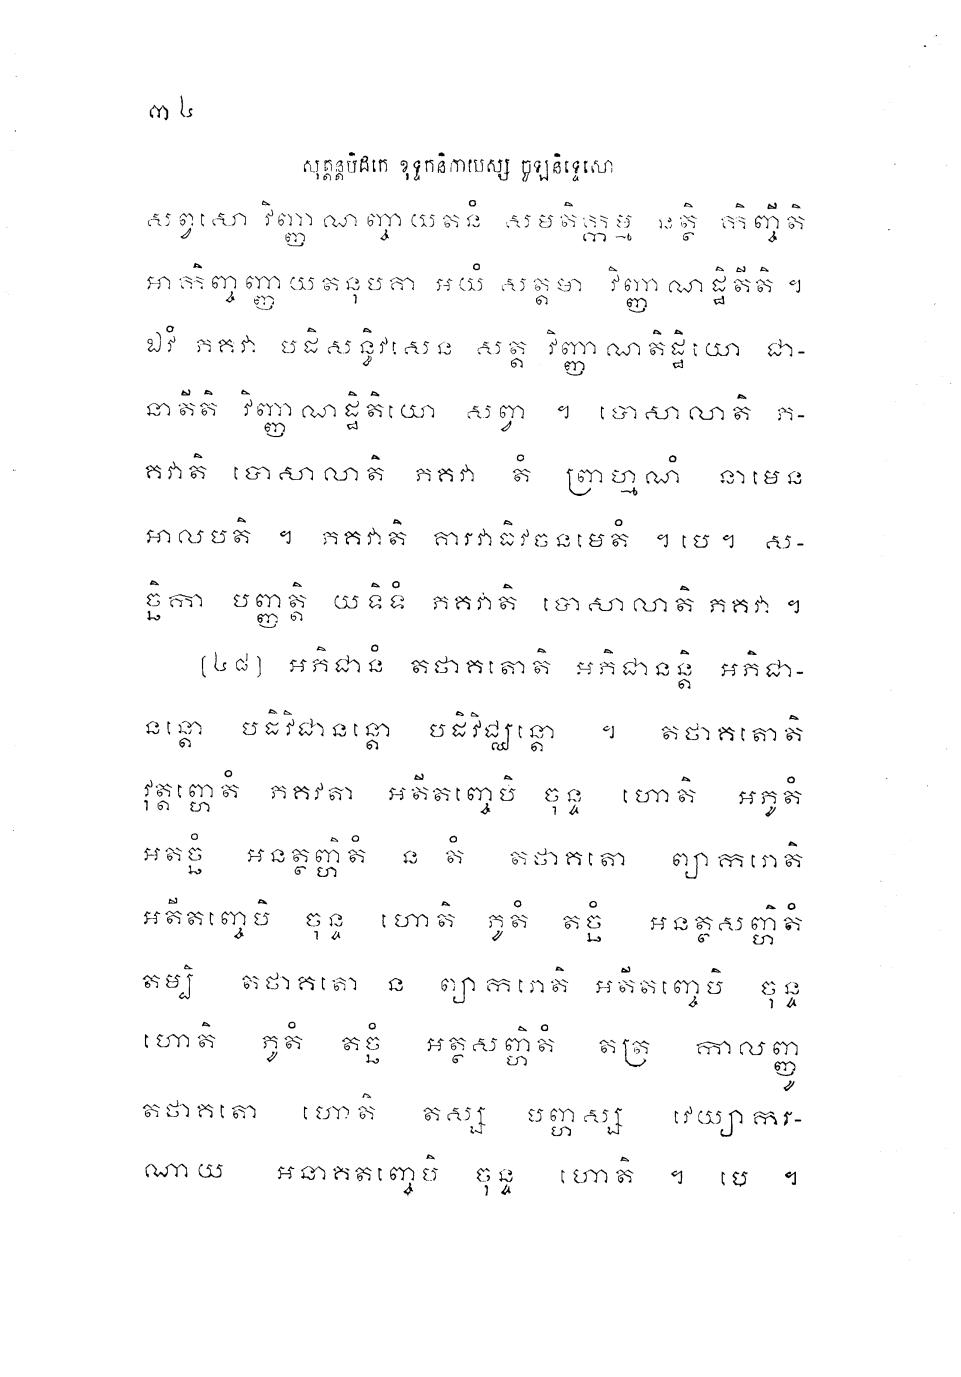 ៣៤
សុត្តន្តបិដកេ ខុទ្ទកនិកាយស្ស ចូឡនិទ្ទេសោ
សព្វសោ វិញ្ញាណញ្ចាយតនំ សមតិក្កម្ម នត្ថិ កិញ្ចីតិ
អាកិញ្ចញ្ញាយតនុបគា អយំ សត្តមា វិញ្ញាណដ្ឋិតីតិ ។
ឯវំ ភគវា បដិសន្ធិវសេន សត្ត វិញ្ញាណតិដ្ឋិយោ ជា-
នាតីតិ វិញ្ញាណដ្ឋិតិយោ សព្វា ។ ទោសាលាតិ ភ-
គវាតិ ទោសាលាតិ ភគវា តំ ព្រាហ្មណំ នាមេន
អាលបតិ ។ ភគវាតិ គារវាធិវចនមេតំ ។ បេ ។ ស-
ច្ឆិកា បញ្ញត្តិ យទិទំ ភគវាតិ ទោសាលាតិ ភគវា ។
[៤៨] អភិជានំ តថាគតោតិ អភិជានន្តិ អភិជា-
នន្តោ បដិវិជានន្តោ បដិវិជ្ឈន្តោ ។ តថាគតោតិ
វុត្តញ្ហេតំ ភគវតា អតីតញ្ចេបិ ចុន្ទ ហោតិ អភូតំ
អតច្ឆំ អនត្ថញ្ហិតំ ន តំ តថាគតោ ព្យាករោតិ
អតីតញ្ចេបិ ចុន្ទ ហោតិ ភូតំ តច្ឆំ អនត្ថសញ្ហិតំ
តម្បិ តថាគតោ ន ព្យាករោតិ អតីតញ្ចេបិ ចុន្ទ
ហោតិ ភូតំ តច្ឆំ អត្ថសញ្ហិតំ តត្រ កាលញ្ញូ
តថាគតោ ហោតិ តស្ស បញ្ហស្ស វេយ្យាករ-
ណាយ អនាគតញ្ចេបិ ចុន្ទ ហោតិ ។ បេ ។